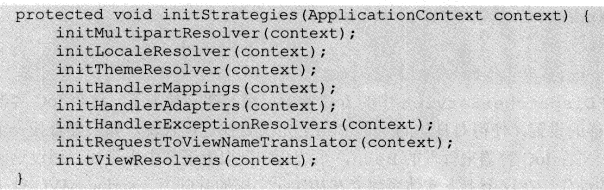 protected void initStrategies(ApplicationContext context) {
    initMultipartResolver(context);
    initLocaleResolver(context);
    initThemeResolver(context);
    initHandlerMappings(context);
    initHandlerAdapters(context);
    initHandlerExceptionResolvers(context);
    initRequestToViewNameTranslator(context);
    initViewResolvers(context);
}